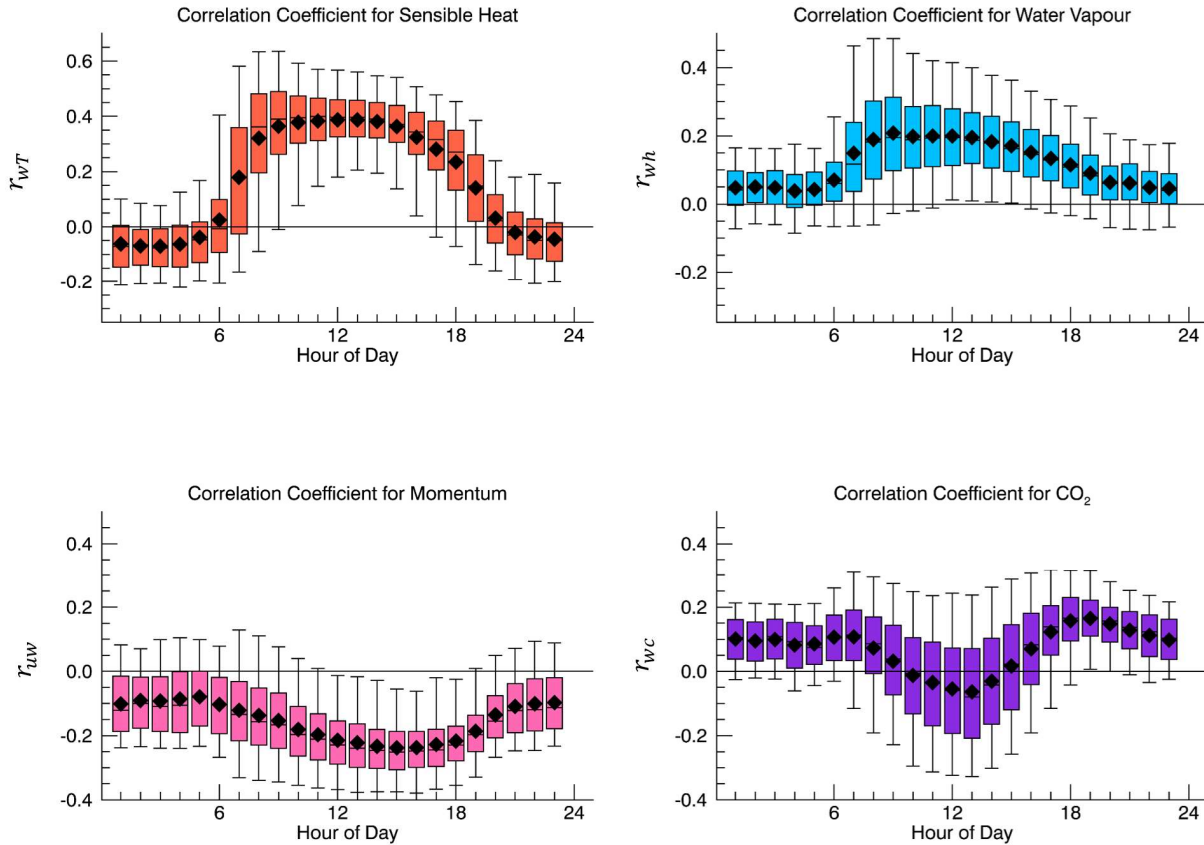 Correlation Coefficient for Sensible Heat
0.6
0.4
0.2
0.0
-0.2
r_wT
6 12 18 24
Hour of Day
Correlation Coefficient for Water Vapour
0.4
0.2
0.0
-0.2
r_wh
6 12 18 24
Hour of Day
Correlation Coefficient for Momentum
0.4
0.2
0.0
-0.2
-0.4
r_uw
6 12 18 24
Hour of Day
Correlation Coefficient for CO₂
0.4
0.2
0.0
-0.2
-0.4
r_wc
6 12 18 24
Hour of Day